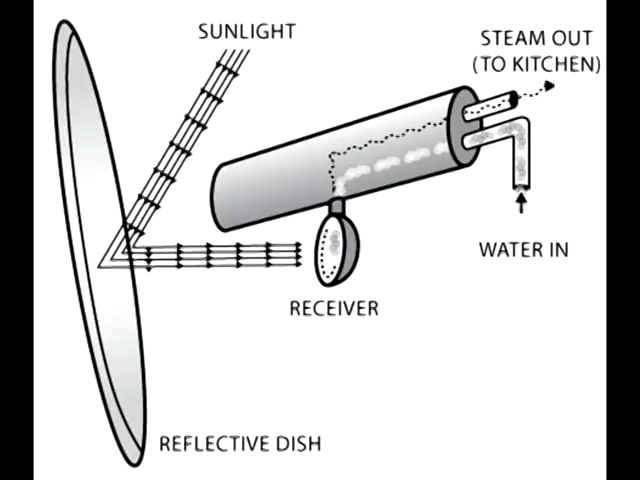 SUNLIGHT
STEAM OUT
(TO KITCHEN)
WATER IN
RECEIVER
REFLECTIVE DISH